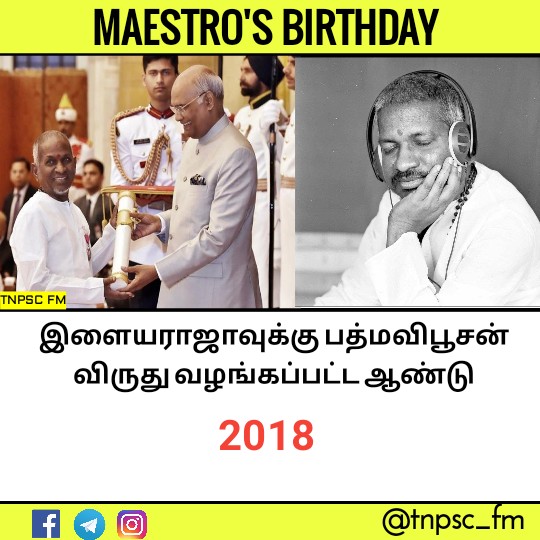 MAESTRO'S BIRTHDAY
TNPSC FM
இளையராஜாவுக்கு பத்மவிபூசன்
விருது வழங்கப்பட்ட ஆண்டு
2018
@tnpsc_fm